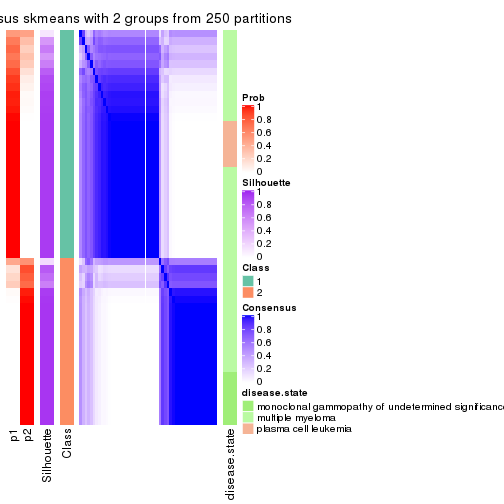 sus skmeans with 2 groups from 250 partitions
Prob
1
0.8
0.6
0.4
0.2
0
Silhouette
1
0.8
0.6
0.4
0.2
0
Class
1
2
Consensus
1
0.8
0.6
0.4
0.2
0
disease.state
monoclonal gammopathy of undetermined significance
multiple myeloma
plasma cell leukemia
p1
p2
Silhouette
Class
disease.state